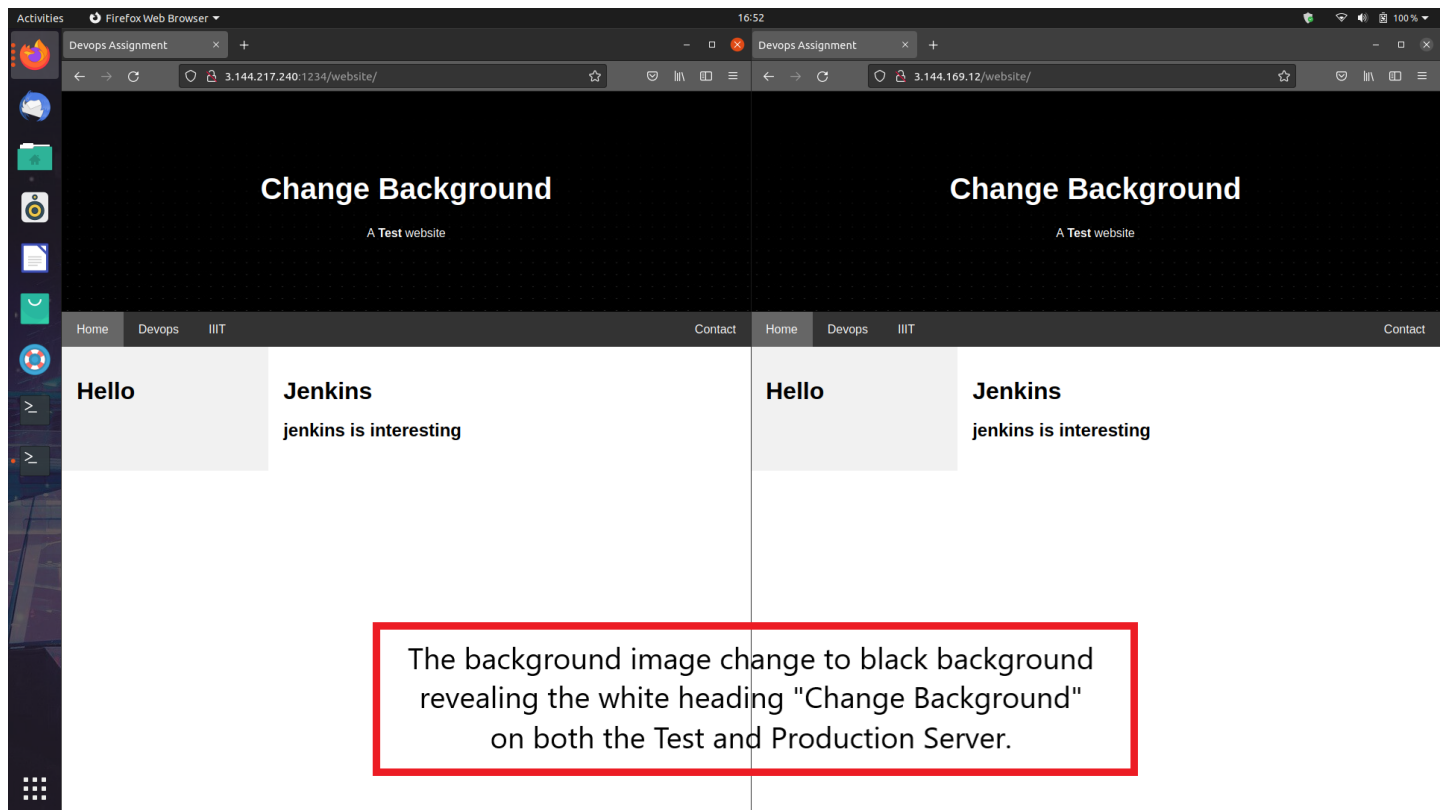 Activities Firefox Web Browser 16:52 100 %
Devops Assignment
3.144.217.240:1234/website/
Change Background
A Test website
Home Devops IIIT Contact
Hello
Jenkins
jenkins is interesting
Devops Assignment
3.144.169.12/website/
Change Background
A Test website
Home Devops IIIT Contact
Hello
Jenkins
jenkins is interesting
The background image change to black background
revealing the white heading "Change Background"
on both the Test and Production Server.